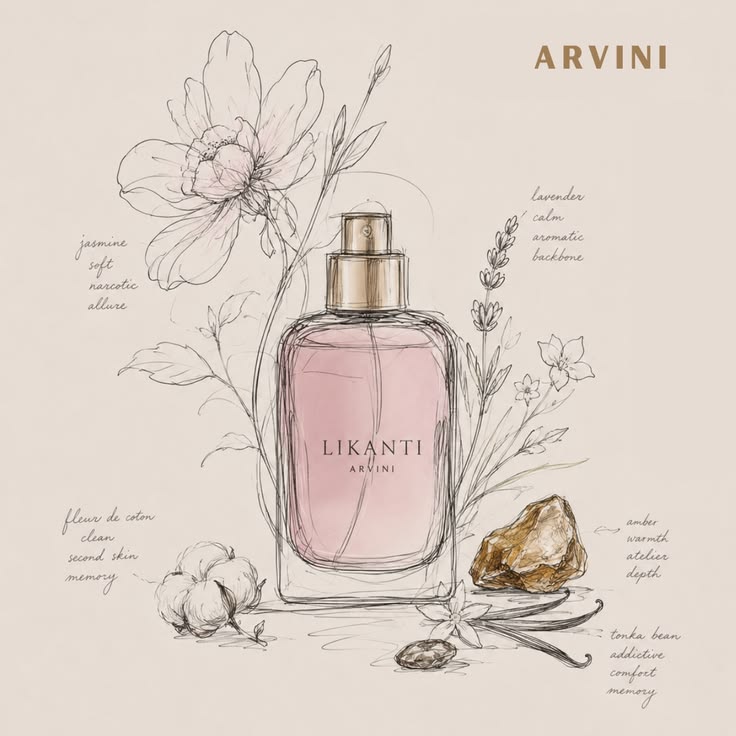 ARVINI
lavender
calm
aromatic
backbone
jasmine
soft
narcotic
allure
LIKANTI
ARVINI
fleur de coton
clean
second skin
memory
amber
warmth
atelier
depth
tonka bean
addictive
comfort
memory